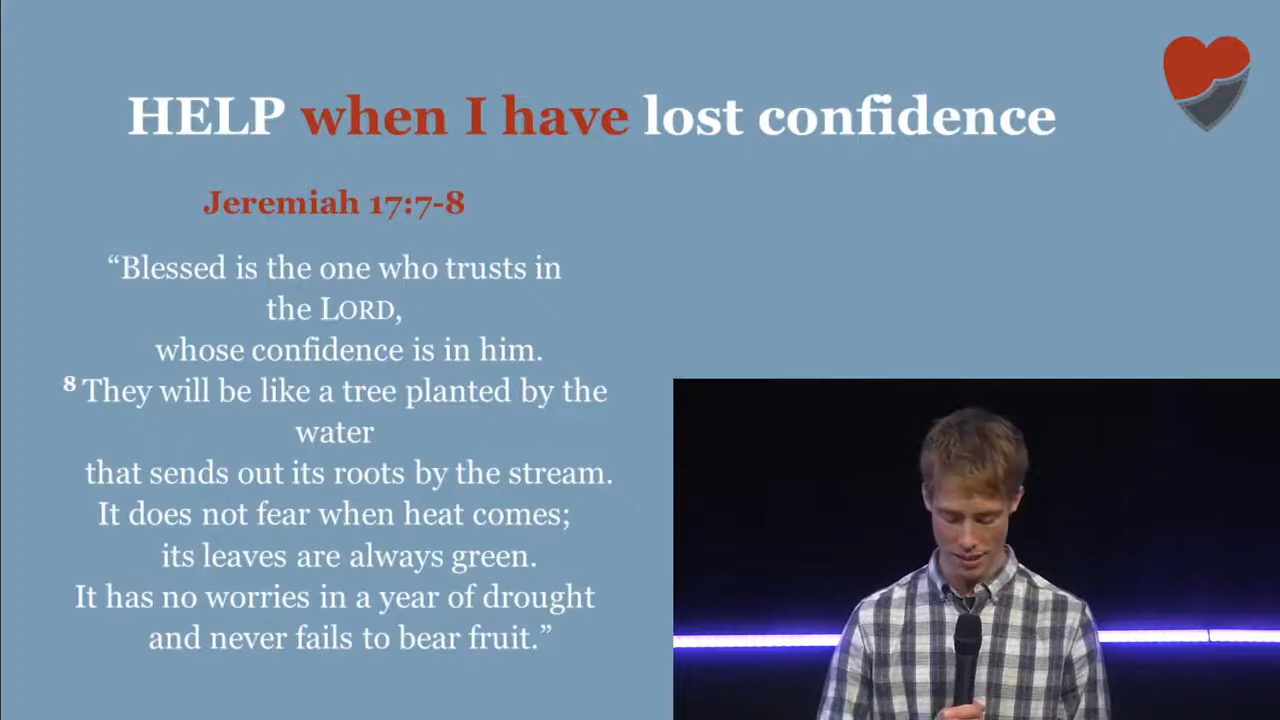 HELP when I have lost confidence
Jeremiah 17:7-8
“Blessed is the one who trusts in
the LORD,
whose confidence is in him.
8 They will be like a tree planted by the
water
that sends out its roots by the stream.
It does not fear when heat comes;
its leaves are always green.
It has no worries in a year of drought
and never fails to bear fruit.”